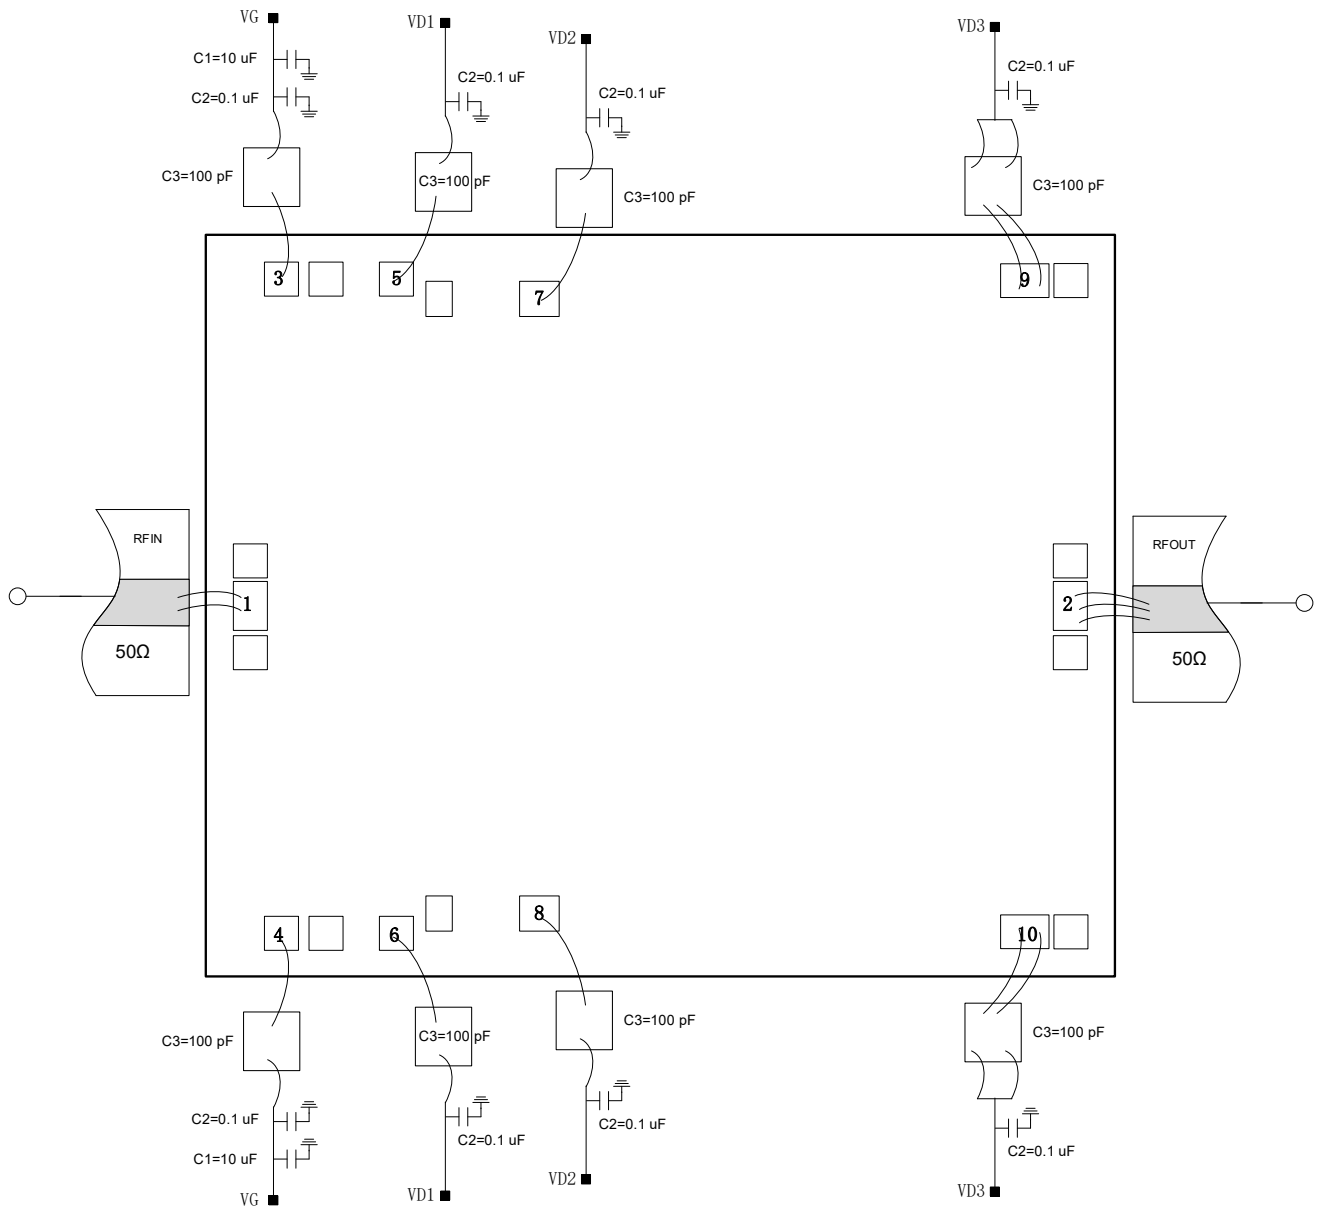 VG
VD1
VD2
VD3
C1=10 uF
C2=0.1 uF
C2=0.1 uF
C2=0.1 uF
C2=0.1 uF
C3=100 pF
C3=100 pF
C3=100 pF
C3=100 pF
3
5
7
9
RFIN
50Ω
1
2
RFOUT
50Ω
4
6
8
10
C3=100 pF
C3=100 pF
C3=100 pF
C3=100 pF
C2=0.1 uF
C2=0.1 uF
C2=0.1 uF
C2=0.1 uF
C1=10 uF
VG
VD1
VD2
VD3